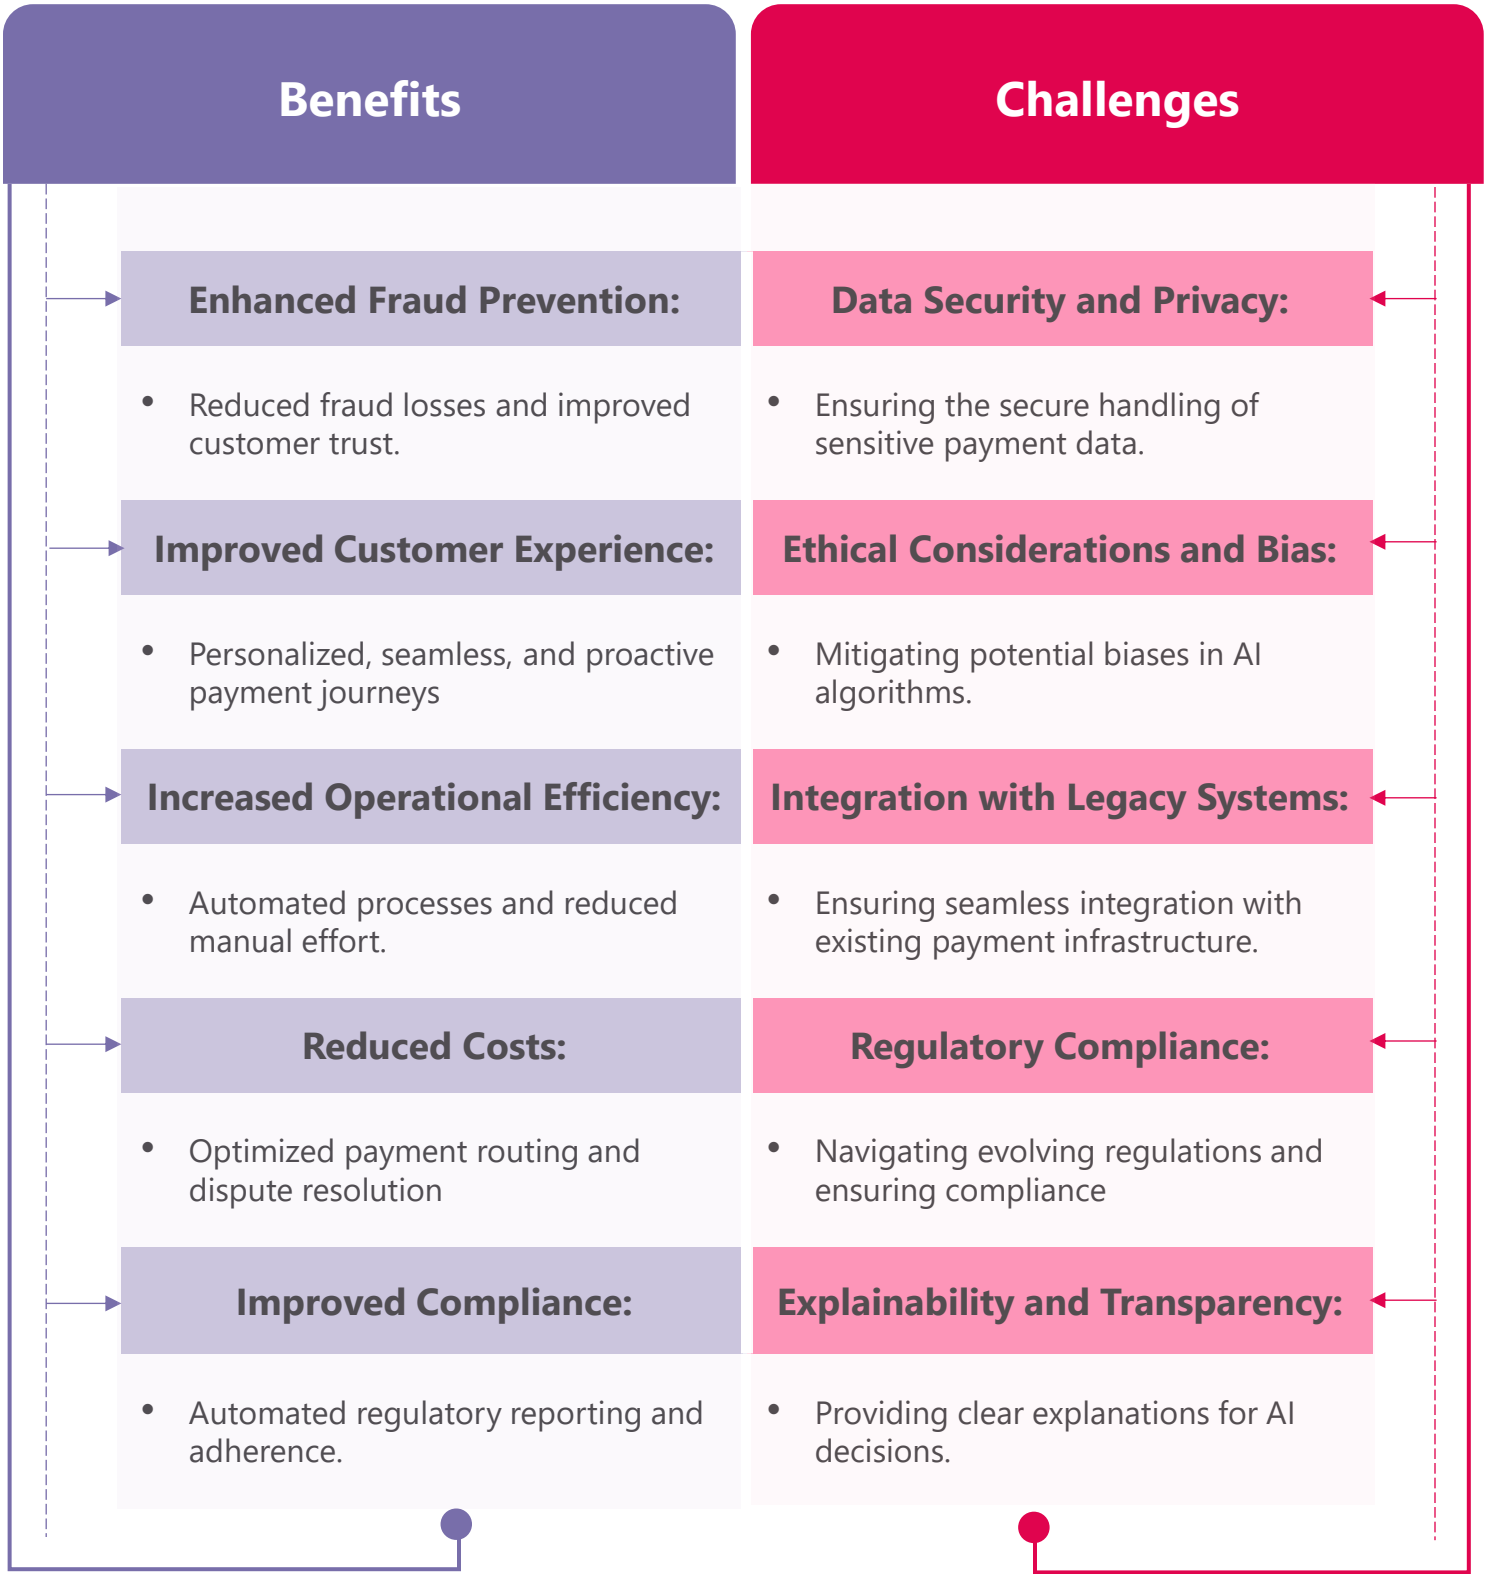 Benefits
Enhanced Fraud Prevention:
• Reduced fraud losses and improved
customer trust.
Improved Customer Experience:
• Personalized, seamless, and proactive
payment journeys
Increased Operational Efficiency:
• Automated processes and reduced
manual effort.
Reduced Costs:
• Optimized payment routing and
dispute resolution
Improved Compliance:
• Automated regulatory reporting and
adherence.
Challenges
Data Security and Privacy:
• Ensuring the secure handling of
sensitive payment data.
Ethical Considerations and Bias:
• Mitigating potential biases in AI
algorithms.
Integration with Legacy Systems:
• Ensuring seamless integration with
existing payment infrastructure.
Regulatory Compliance:
• Navigating evolving regulations and
ensuring compliance
Explainability and Transparency:
• Providing clear explanations for AI
decisions.